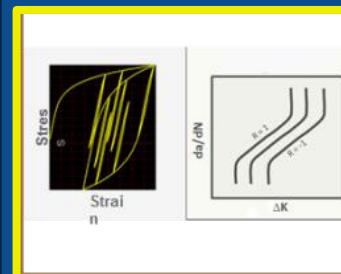 Stres
s
Strai
n
da/dN
R = 1
R = -1
ΔK